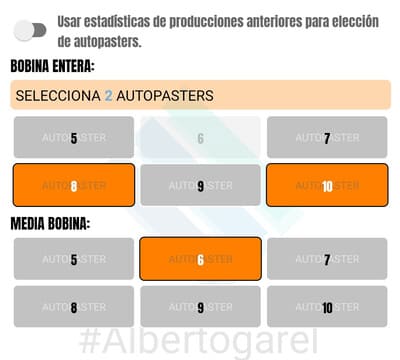 Usar estadísticas de producciones anteriores para elección
de autopasters.
BOBINA ENTERA:
SELECCIONA 2 AUTOPASTERS
AUTOPASTER 5
6
AUTOPASTER 7
AUTOPASTER 8
AUTOPASTER 9
AUTOPASTER 10
MEDIA BOBINA:
AUTOPASTER 5
AUTOPASTER 6
AUTOPASTER 7
AUTOPASTER 8
AUTOPASTER 9
AUTOPASTER 10
#Albertogarel